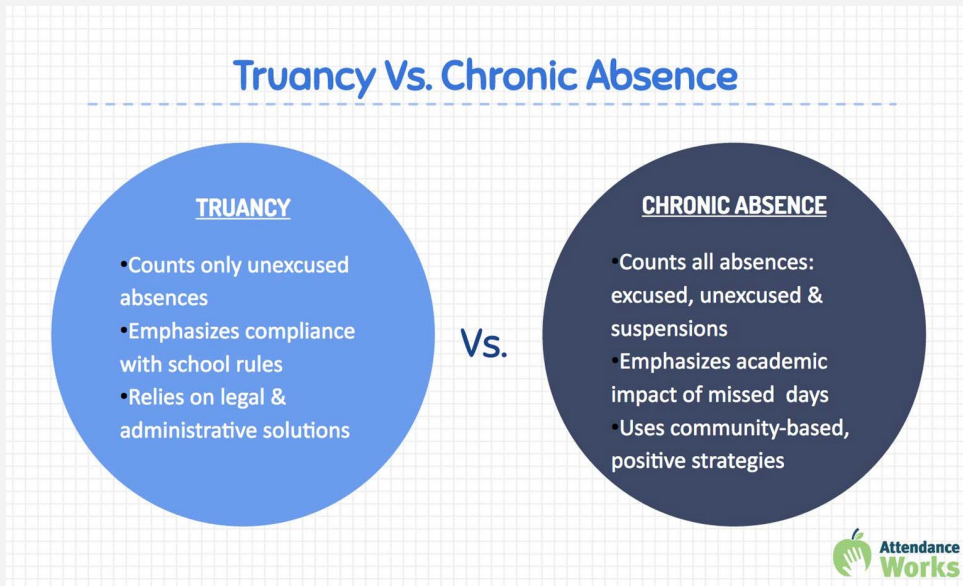 Truancy Vs. Chronic Absence
TRUANCY
•Counts only unexcused
absences
•Emphasizes compliance
with school rules
•Relies on legal &
administrative solutions
Vs.
CHRONIC ABSENCE
•Counts all absences:
excused, unexcused &
suspensions
•Emphasizes academic
impact of missed  days
•Uses community-based,
positive strategies
Attendance
Works